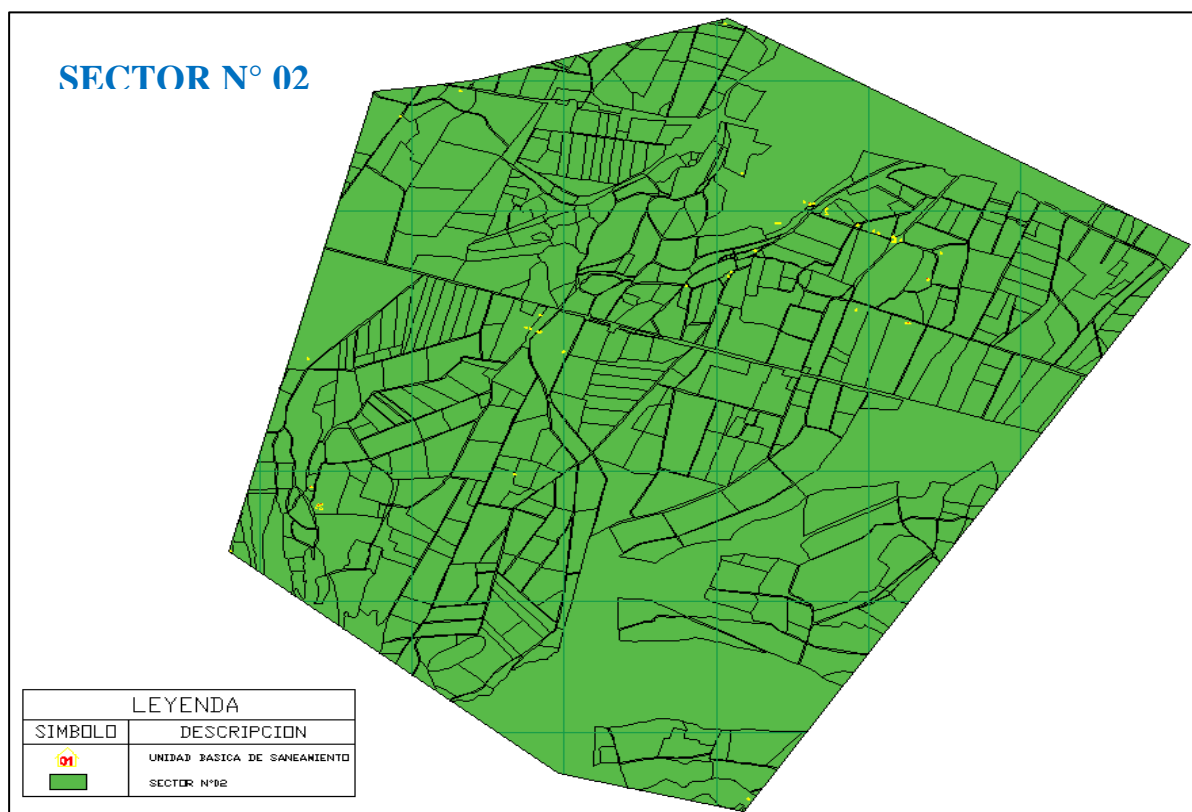 SECTOR N° 02
LEYENDA
SIMBOLO DESCRIPCION
01 UNIDAD BASICA DE SANEAMIENTO
SECTOR N°02